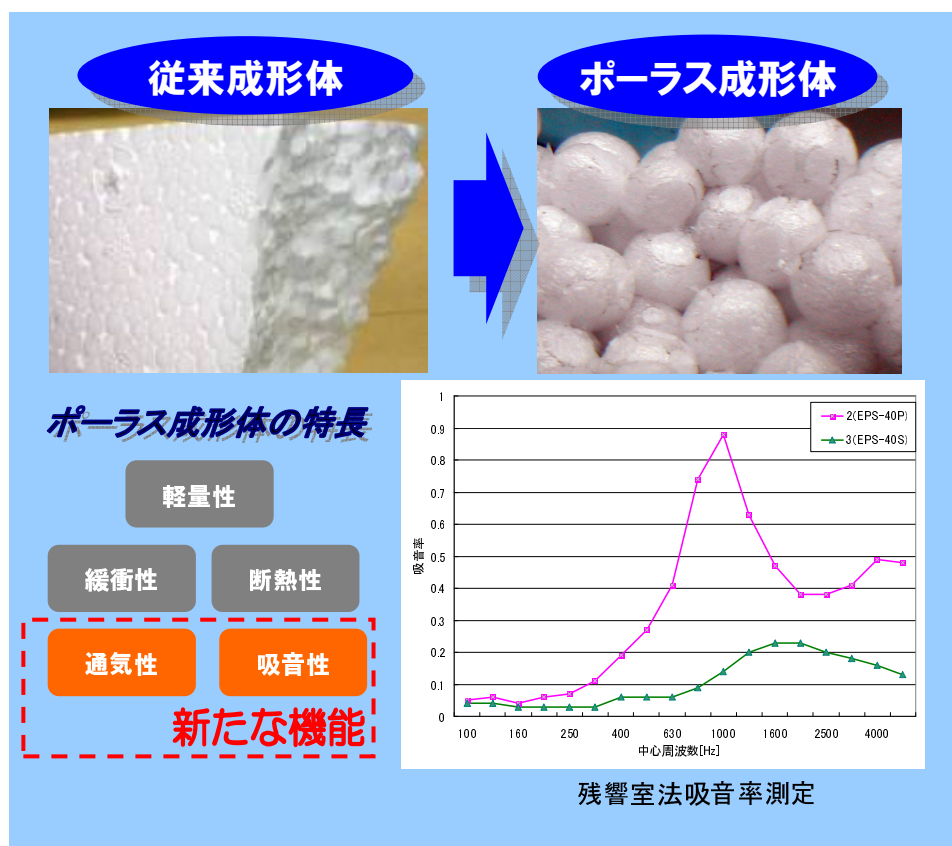 従来成形体
ポーラス成形体
ポーラス成形体の特長
軽量性
緩衝性
断熱性
通気性
吸音性
新たな機能
1
0.9
0.8
0.7
0.6
0.5
0.4
0.3
0.2
0.1
0
吸音率
2(EPS-40P)
3(EPS-40S)
100 160 250 400 630 1000 1600 2500 4000
中心周波数[Hz]
残響室法吸音率測定